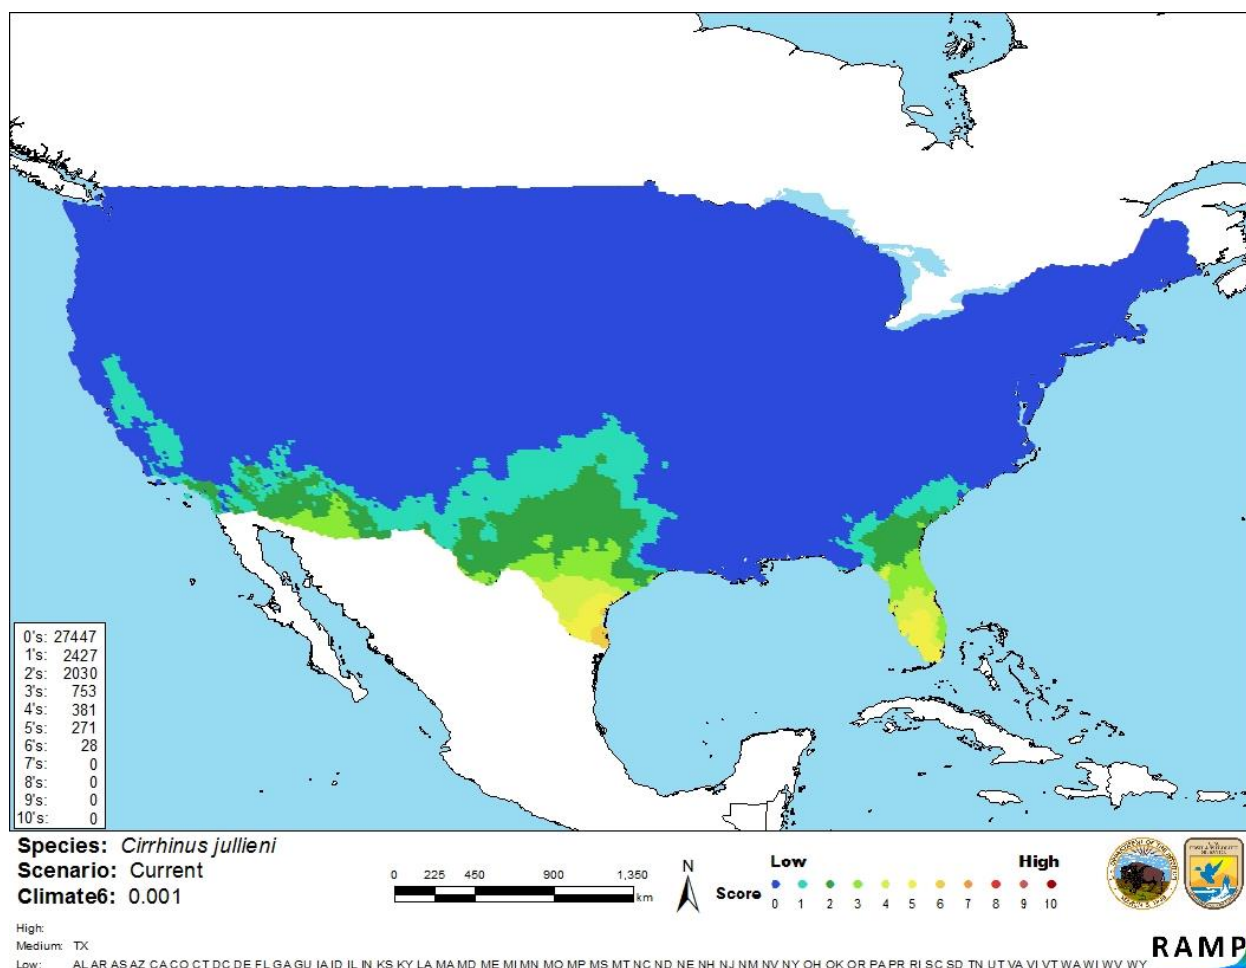 0's: 27447
1's: 2427
2's: 2030
3's: 753
4's: 381
5's: 271
6's: 28
7's: 0
8's: 0
9's: 0
10's: 0
Species: Cirrhinus jullieni
Scenario: Current
Climate6: 0.001
0 225 450 900 1,350
km
N
Low High
Score 0 1 2 3 4 5 6 7 8 9 10
High:
Medium: TX
Low: AL AR AS AZ CA CO CT DC DE FL GA GU IA ID IL IN KS KY LA MA MD ME MI MN MO MP MS MT NC ND NE NH NJ NM NV NY OH OK OR PA PR RI SC SD TN UT VA VI VT WA WI WV WY
RAMP